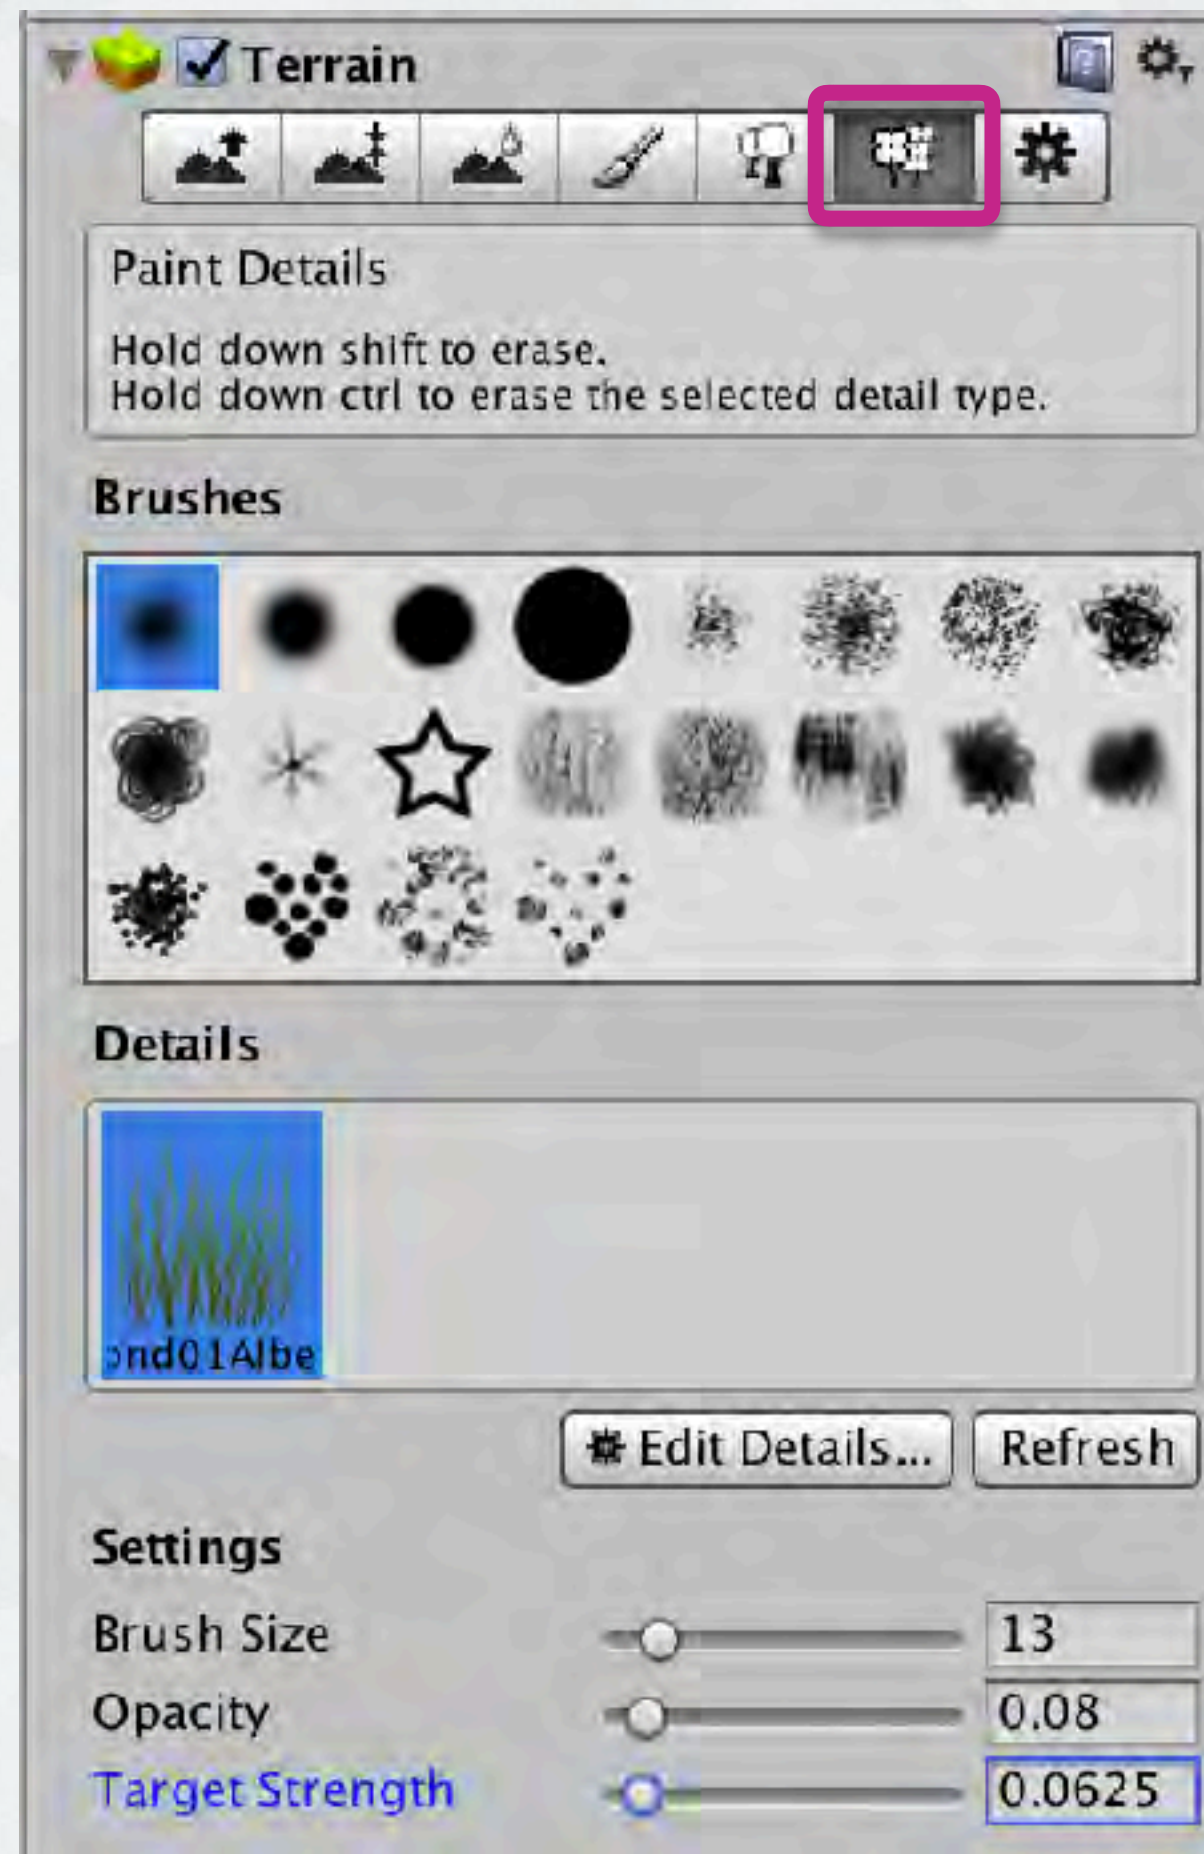 Terrain
Paint Details
Hold down shift to erase.
Hold down ctrl to erase the selected detail type.
Brushes
Details
ond01Albe
Edit Details...
Refresh
Settings
Brush Size
13
Opacity
0.08
Target Strength
0.0625